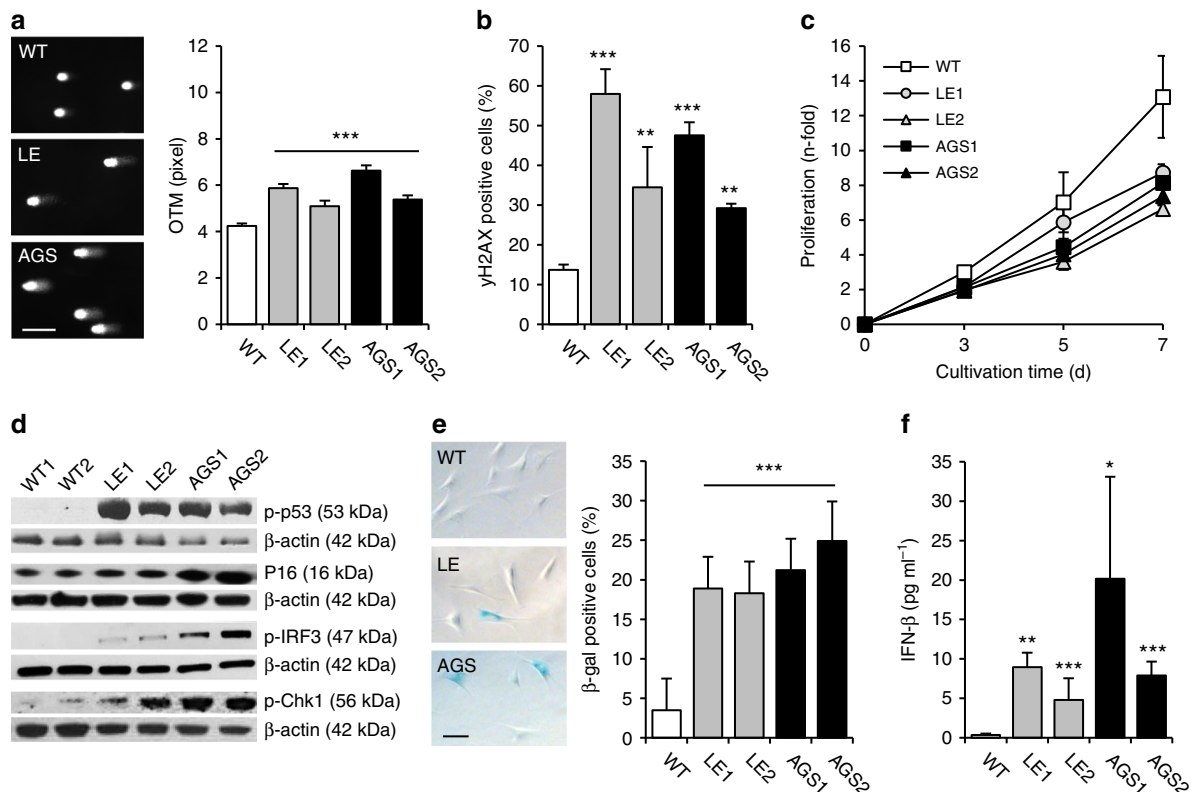 a
WT
LE
AGS
OTM (pixel)
12
10
8
6
4
2
0
***
WT
LE1
LE2
AGS1
AGS2
b
yH2AX positive cells (%)
70
60
50
40
30
20
10
0
***
**
***
**
WT
LE1
LE2
AGS1
AGS2
c
Proliferation (n-fold)
16
14
12
10
8
6
4
2
0
WT
LE1
LE2
AGS1
AGS2
0
3
5
7
Cultivation time (d)
d
WT1
WT2
LE1
LE2
AGS1
AGS2
p-p53 (53 kDa)
β-actin (42 kDa)
P16 (16 kDa)
β-actin (42 kDa)
p-IRF3 (47 kDa)
β-actin (42 kDa)
p-Chk1 (56 kDa)
β-actin (42 kDa)
e
WT
LE
AGS
β-gal positive cells (%)
35
30
25
20
15
10
5
0
***
WT
LE1
LE2
AGS1
AGS2
f
IFN-β (pg ml⁻¹)
35
30
25
20
15
10
5
0
**
***
*
***
WT
LE1
LE2
AGS1
AGS2